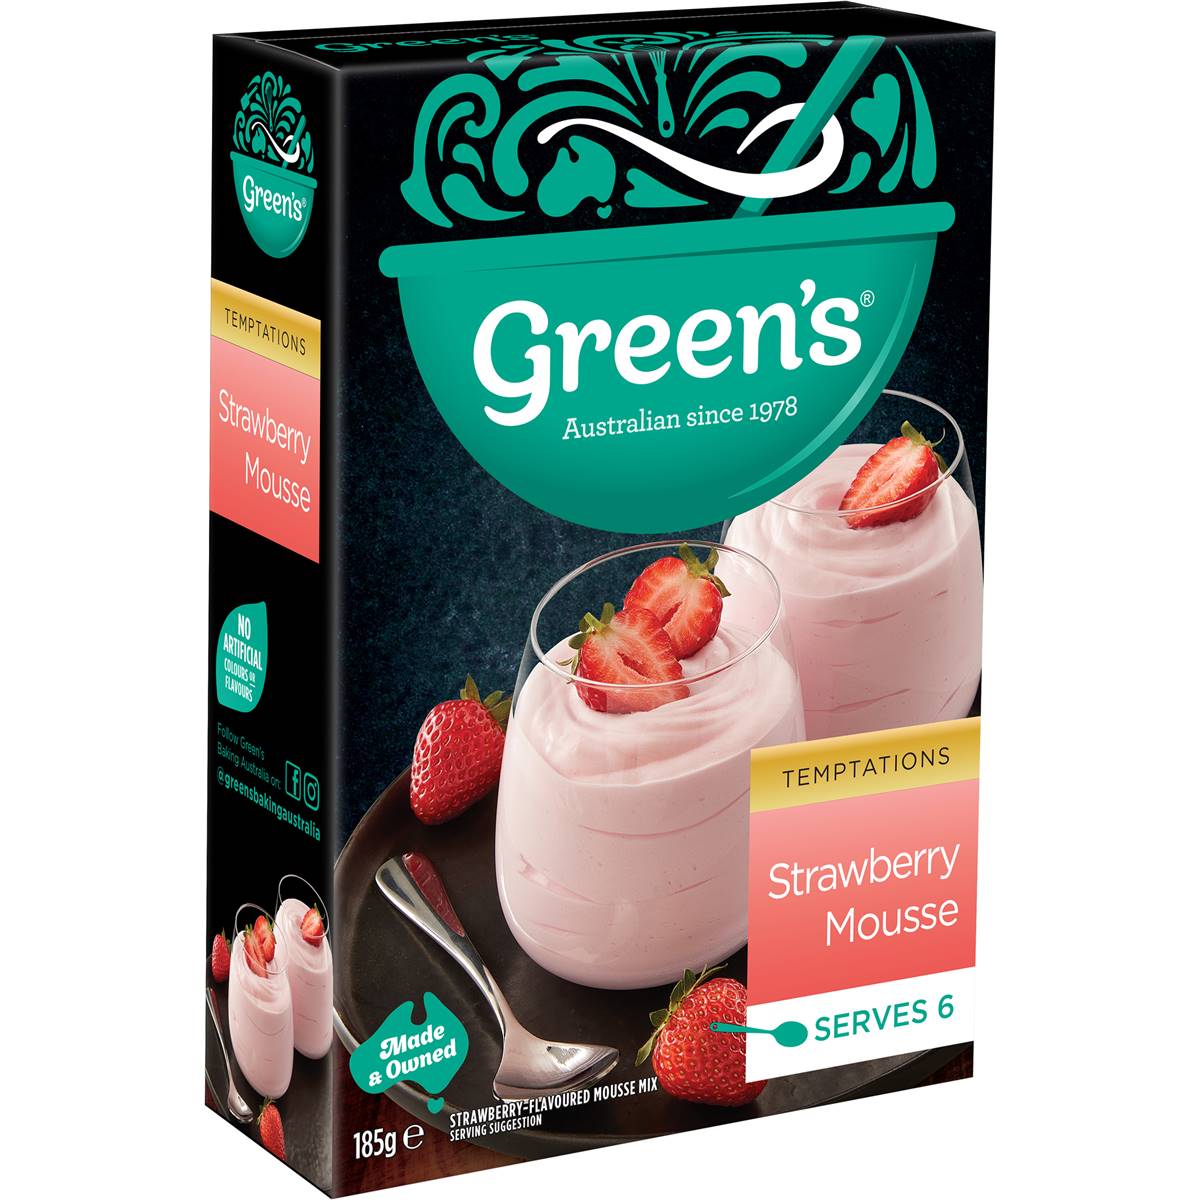 Green's
Green's®
TEMPTATIONS
Strawberry
Mousse
NO
ARTIFICIAL
COLOURS OR
FLAVOURS
Follow Green's
Baking Australia on:
@greensbakingaustralia
Green's®
Australian since 1978
TEMPTATIONS
Strawberry
Mousse
SERVES 6
Made
& Owned
STRAWBERRY-FLAVOURED MOUSSE MIX
SERVING SUGGESTION
185g ℮